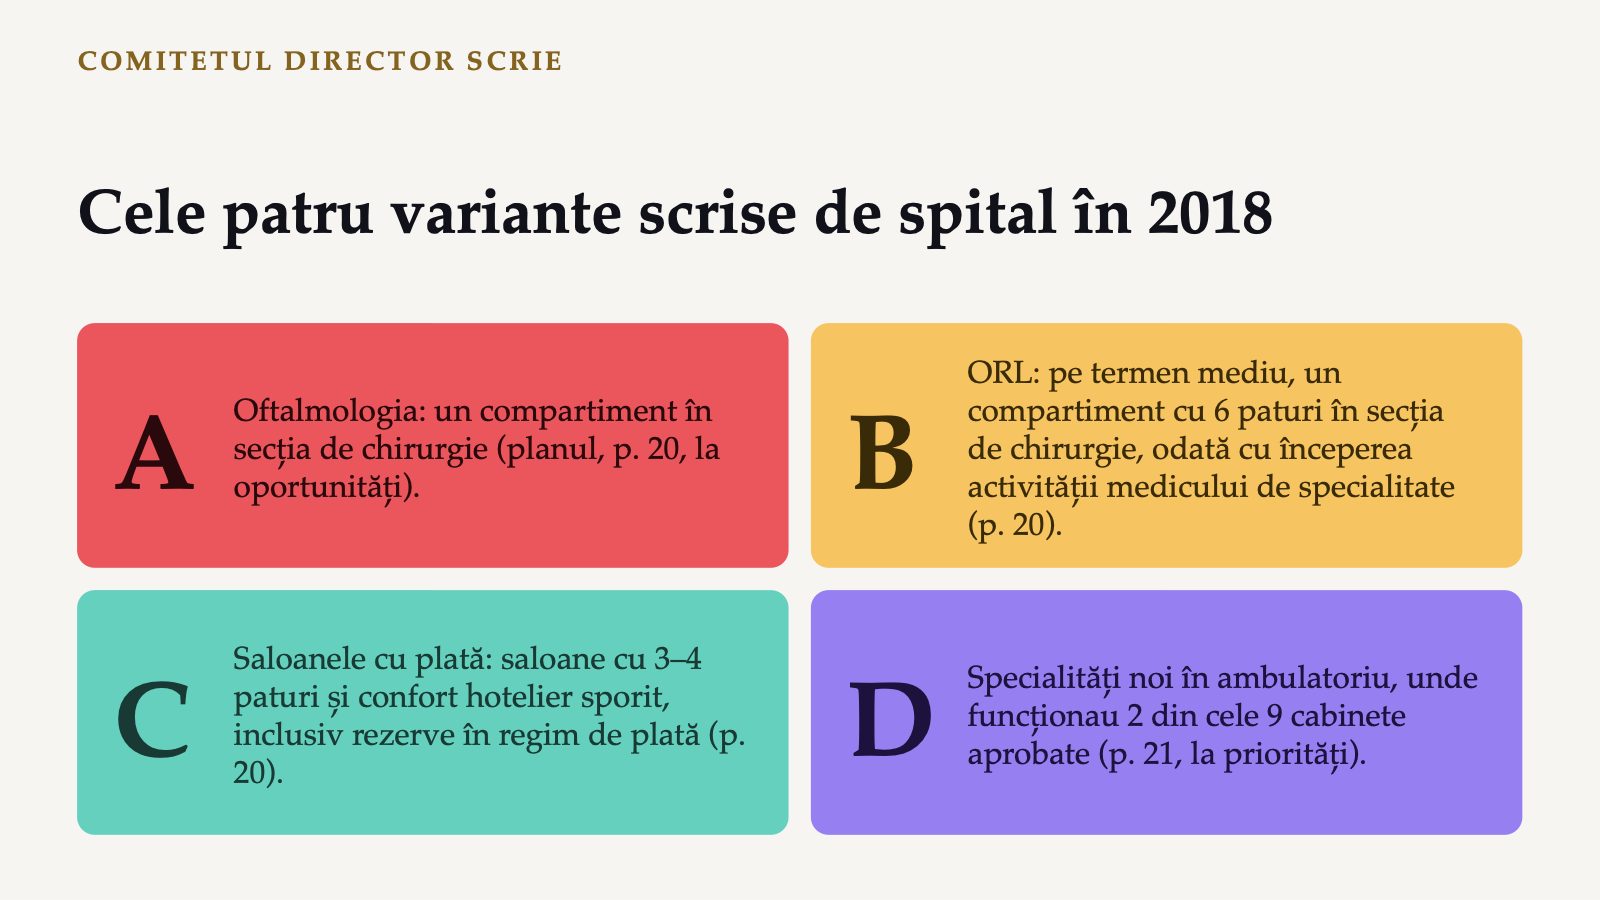 COMITETUL DIRECTOR SCRIE
Cele patru variante scrise de spital în 2018
A
Oftalmologia: un compartiment în
secția de chirurgie (planul, p. 20, la
oportunități).
B
ORL: pe termen mediu, un
compartiment cu 6 paturi în secția
de chirurgie, odată cu începerea
activității medicului de specialitate
(p. 20).
C
Saloanele cu plată: saloane cu 3–4
paturi și confort hotelier sporit,
inclusiv rezerve în regim de plată (p.
20).
D
Specialități noi în ambulatoriu, unde
funcționau 2 din cele 9 cabinete
aprobate (p. 21, la priorități).